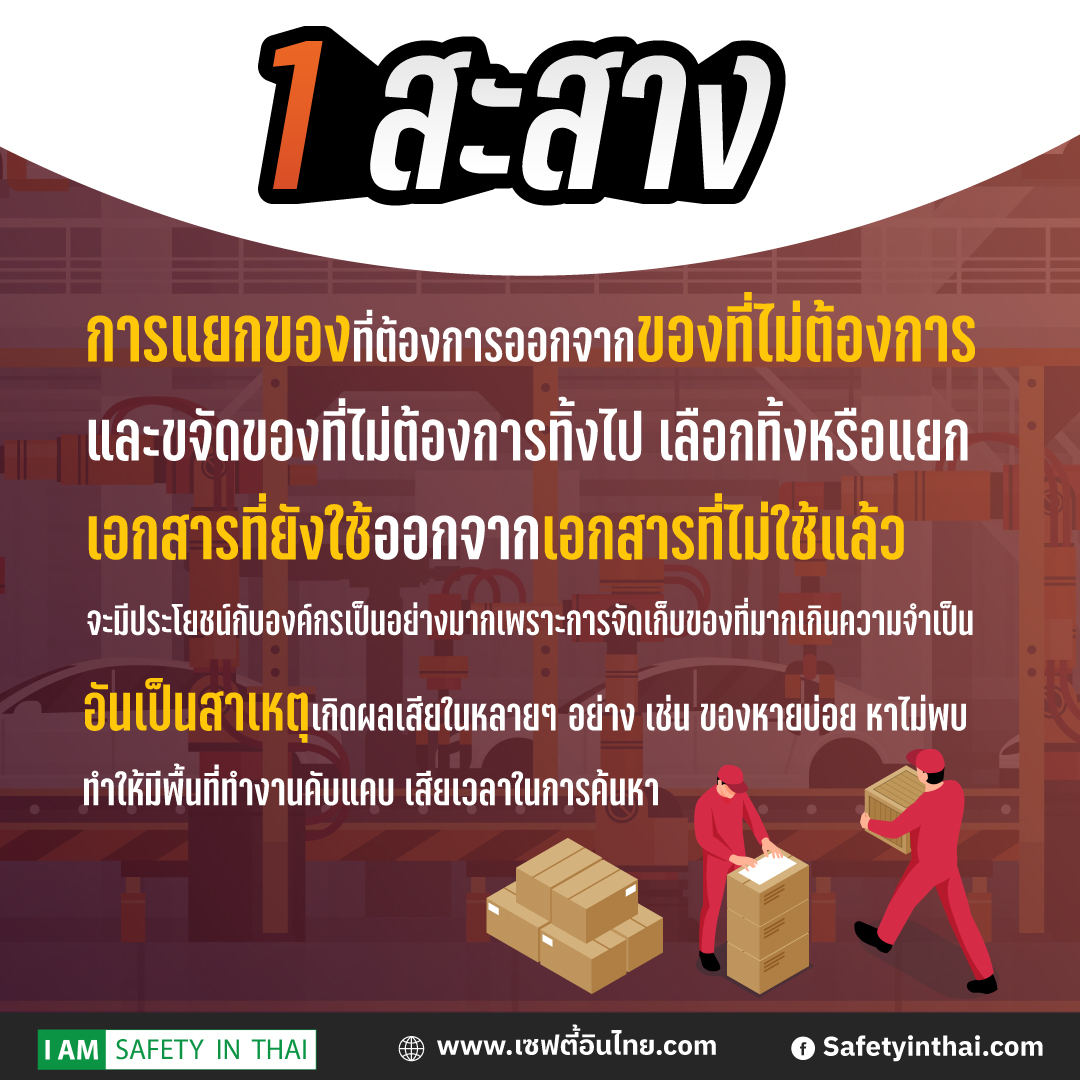 1 สะสาง
การแยกของที่ต้องการออกจากของที่ไม่ต้องการ
และขจัดของที่ไม่ต้องการทิ้งไป เลือกทิ้งหรือแยก
เอกสารที่ยังใช้ออกจากเอกสารที่ไม่ใช้แล้ว
จะมีประโยชน์กับองค์กรเป็นอย่างมากเพราะการจัดเก็บของที่มากเกินความจำเป็น
อันเป็นสาเหตุเกิดผลเสียในหลายๆ อย่าง เช่น ของหายบ่อย หาไม่พบ
ทำให้มีพื้นที่ทำงานคับแคบ เสียเวลาในการค้นหา
I AM SAFETY IN THAI www.เซฟตี้อินไทย.com Safetyinthai.com